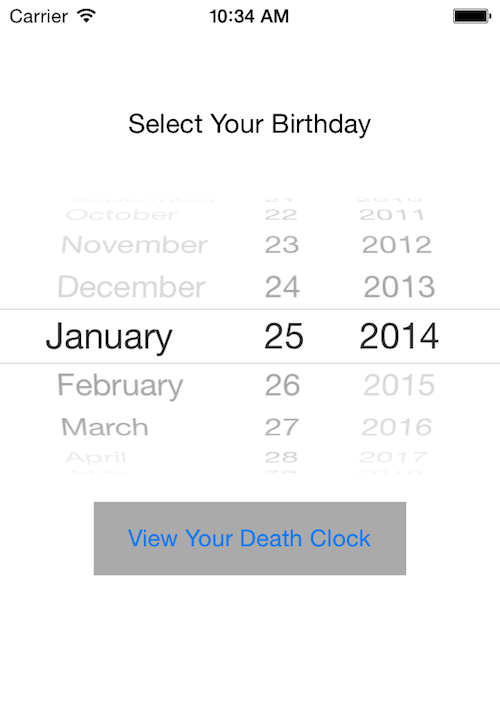 Carrier 10:34 AM
Select Your Birthday
October 22 2011
November 23 2012
December 24 2013
January 25 2014
February 26 2015
March 27 2016
April 28 2017
View Your Death Clock